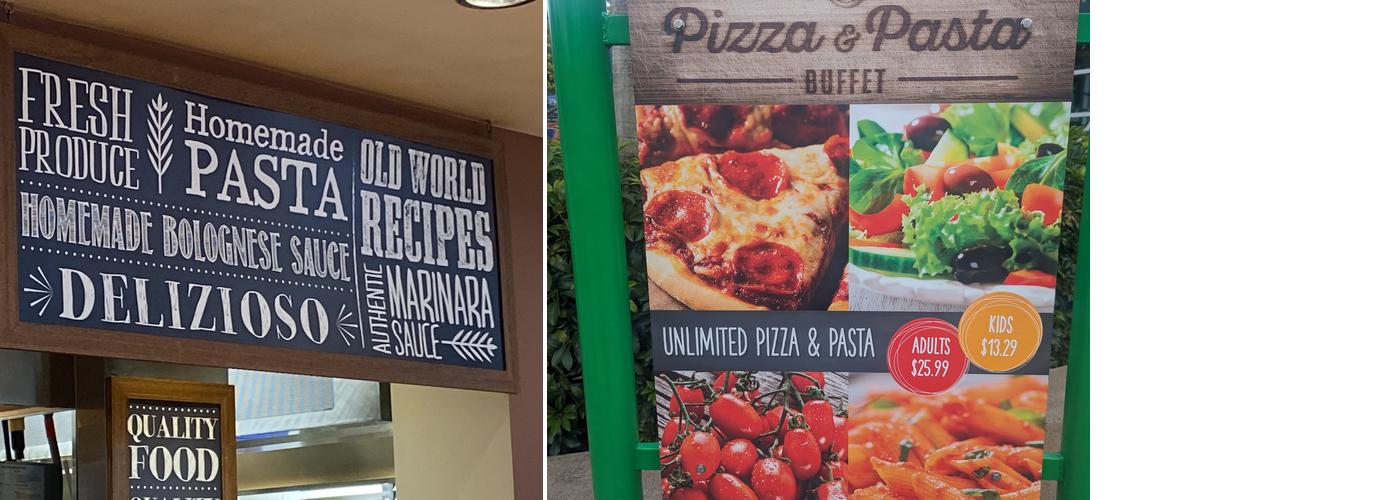 FRESH
PRODUCE
Homemade
PASTA
HOMEMADE BOLOGNESE SAUCE
DELIZIOSO
OLD WORLD
RECIPES
AUTHENTIC
MARINARA
SAUCE
QUALITY
FOOD
QUALITY
Pizza & Pasta
BUFFET
UNLIMITED PIZZA & PASTA
ADULTS
$25.99
KIDS
$13.29